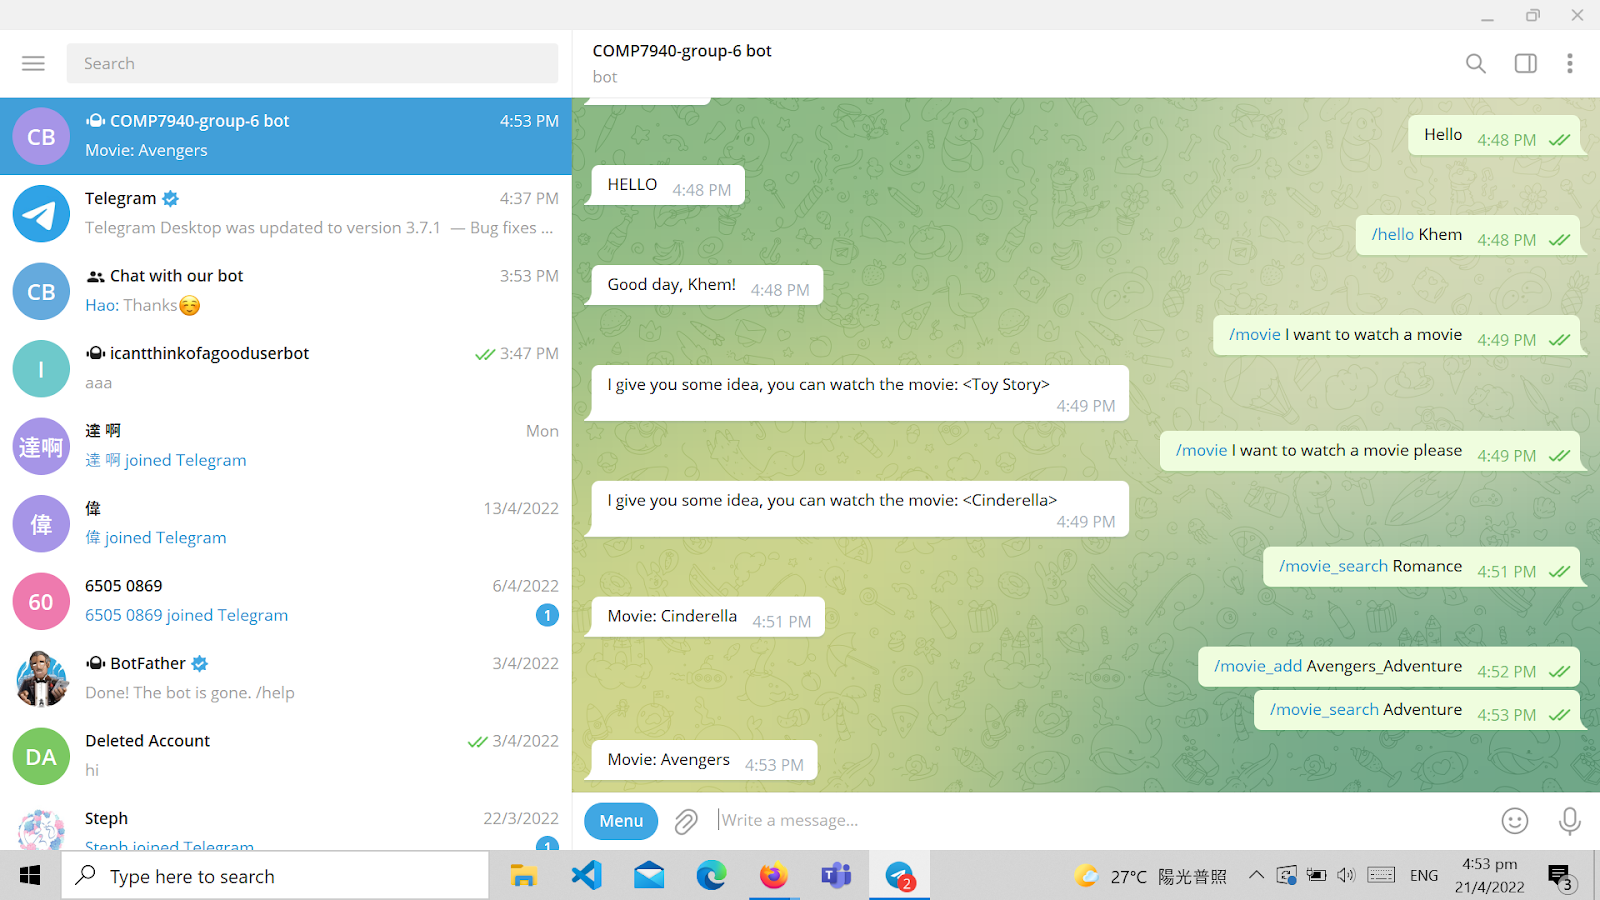 Search
CB
COMP7940-group-6 bot
4:53 PM
Movie: Avengers
Telegram
4:37 PM
Telegram Desktop was updated to version 3.7.1 — Bug fixes ...
CB
Chat with our bot
3:53 PM
Hao: Thanks☺️
I
icantthinkofagooduserbot
3:47 PM
aaa
達啊
達 啊
Mon
達 啊 joined Telegram
偉
偉
13/4/2022
偉 joined Telegram
60
6505 0869
6/4/2022
6505 0869 joined Telegram
1
BotFather
3/4/2022
Done! The bot is gone. /help
DA
Deleted Account
3/4/2022
hi
Steph
22/3/2022
Steph joined Telegram
1
COMP7940-group-6 bot
bot
Hello 4:48 PM
HELLO 4:48 PM
/hello Khem 4:48 PM
Good day, Khem! 4:48 PM
/movie I want to watch a movie 4:49 PM
I give you some idea, you can watch the movie: <Toy Story>
4:49 PM
/movie I want to watch a movie please 4:49 PM
I give you some idea, you can watch the movie: <Cinderella>
4:49 PM
/movie_search Romance 4:51 PM
Movie: Cinderella 4:51 PM
/movie_add Avengers_Adventure 4:52 PM
/movie_search Adventure 4:53 PM
Movie: Avengers 4:53 PM
Menu
Write a message...
Type here to search
2
27°C 陽光普照
ENG
4:53 pm
21/4/2022
3